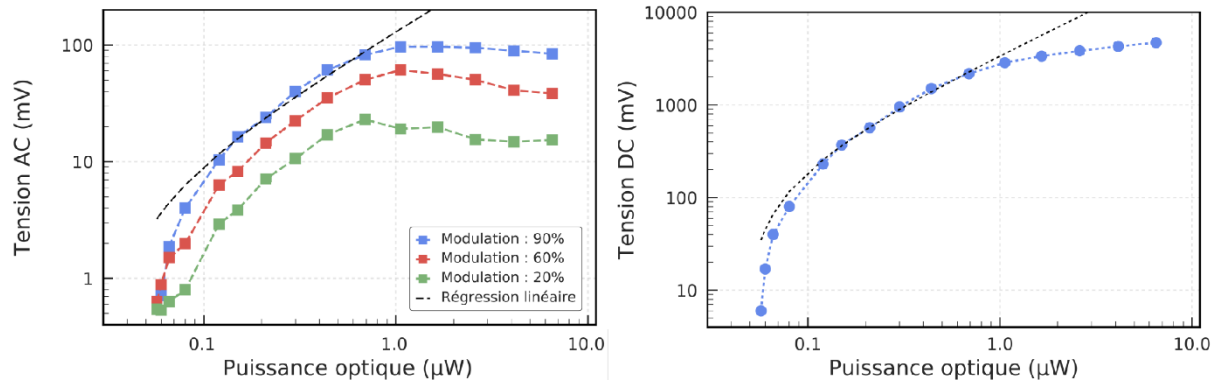 Tension AC (mV)
100
10
1
Modulation : 90%
Modulation : 60%
Modulation : 20%
Régression linéaire
0.1
1.0
10.0
Puissance optique (μW)
Tension DC (mV)
10000
1000
100
10
0.1
1.0
10.0
Puissance optique (μW)